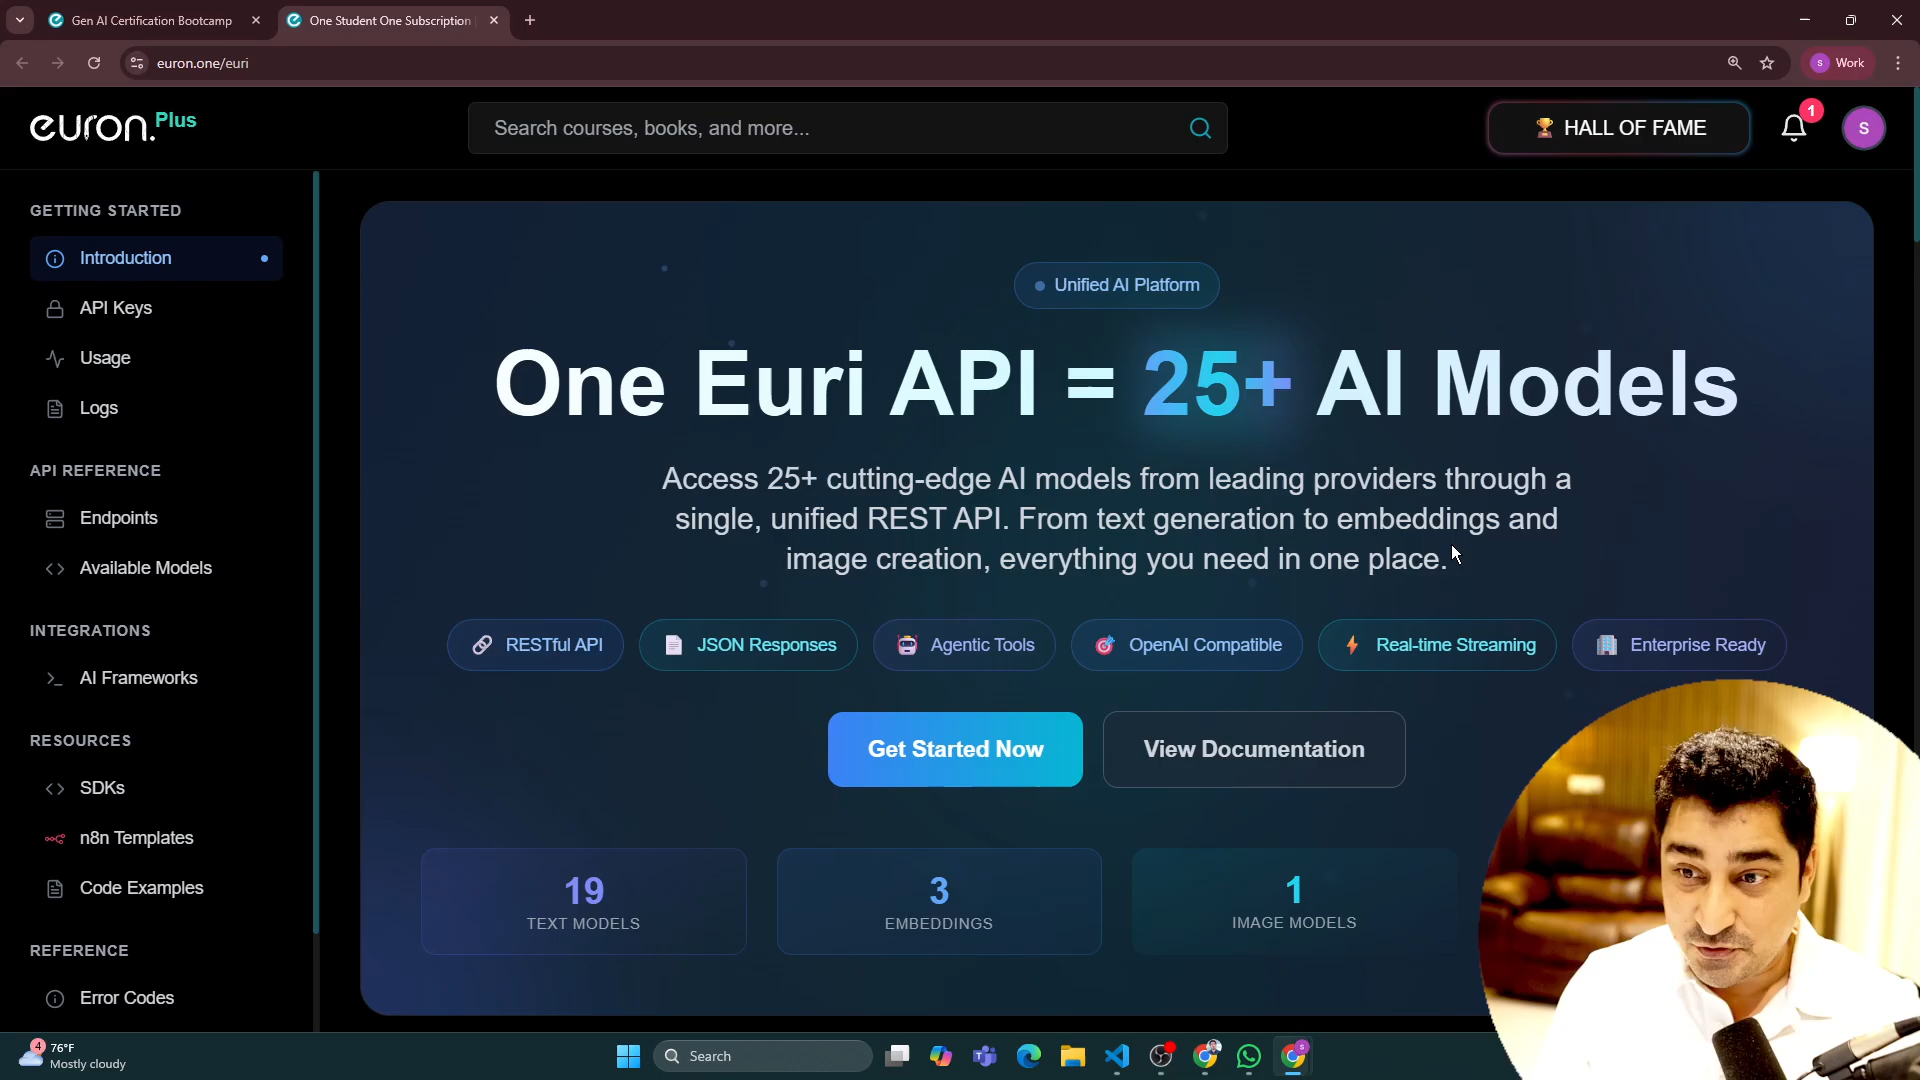 Gen AI Certification Bootcamp
One Student One Subscription
euron.one/euri
Work
euron.Plus
Search courses, books, and more...
🏆 HALL OF FAME
1
S
GETTING STARTED
Introduction
API Keys
Usage
Logs
API REFERENCE
Endpoints
Available Models
INTEGRATIONS
AI Frameworks
RESOURCES
SDKs
n8n Templates
Code Examples
REFERENCE
Error Codes
Unified AI Platform
One Euri API = 25+ AI Models
Access 25+ cutting-edge AI models from leading providers through a
single, unified REST API. From text generation to embeddings and
image creation, everything you need in one place.
RESTful API
JSON Responses
Agentic Tools
OpenAI Compatible
Real-time Streaming
Enterprise Ready
Get Started Now
View Documentation
19
TEXT MODELS
3
EMBEDDINGS
1
IMAGE MODELS
4
76°F
Mostly cloudy
Search